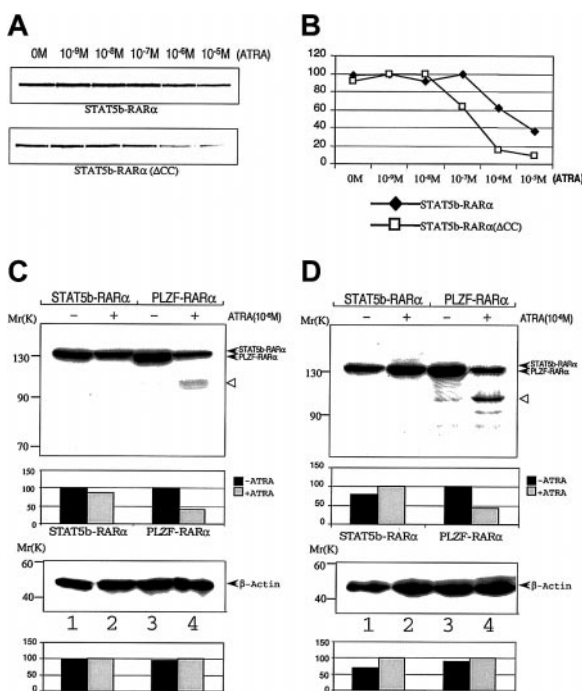 A
0M 10-9M 10-8M 10-7M 10-6M 10-5M (ATRA)
STAT5b-RARα
STAT5b-RARα (ΔCC)
B
120
100
80
60
40
20
0
0M 10-9M 10-8M 10-7M 10-6M 10-5M (ATRA)
STAT5b-RARα
STAT5b-RARα(ΔCC)
C
STAT5b-RARα PLZF-RARα
Mr(K) − + − + ATRA(10-6M)
130
STAT5b-RARα
PLZF-RARα
90
70
150
100
50
0
−ATRA
+ATRA
STAT5b-RARα PLZF-RARα
Mr(K)
60
40
β-Actin
1 2 3 4
150
100
50
0
D
STAT5b-RARα PLZF-RARα
Mr(K) − + − + ATRA(10-6M)
130
STAT5b-RARα
PLZF-RARα
90
150
100
50
0
−ATRA
+ATRA
STAT5b-RARα PLZF-RARα
Mr(K)
60
40
β-Actin
1 2 3 4
150
100
50
0